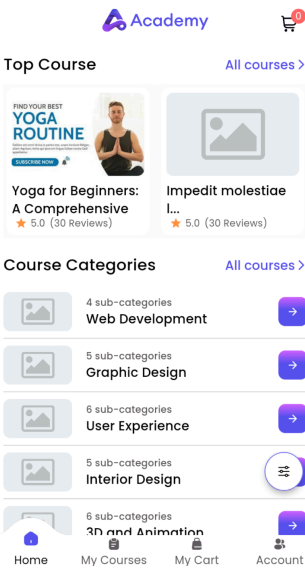 Academy
0
Top Course
All courses
FIND YOUR BEST
YOGA
ROUTINE
SUBSCRIBE NOW
Yoga for Beginners:
A Comprehensive
5.0 (30 Reviews)
Impedit molestiae
l...
5.0 (30 Reviews)
Course Categories
All courses
4 sub-categories
Web Development
5 sub-categories
Graphic Design
6 sub-categories
User Experience
5 sub-categories
Interior Design
6 sub-categories
3D and Animation
Home
My Courses
My Cart
Account